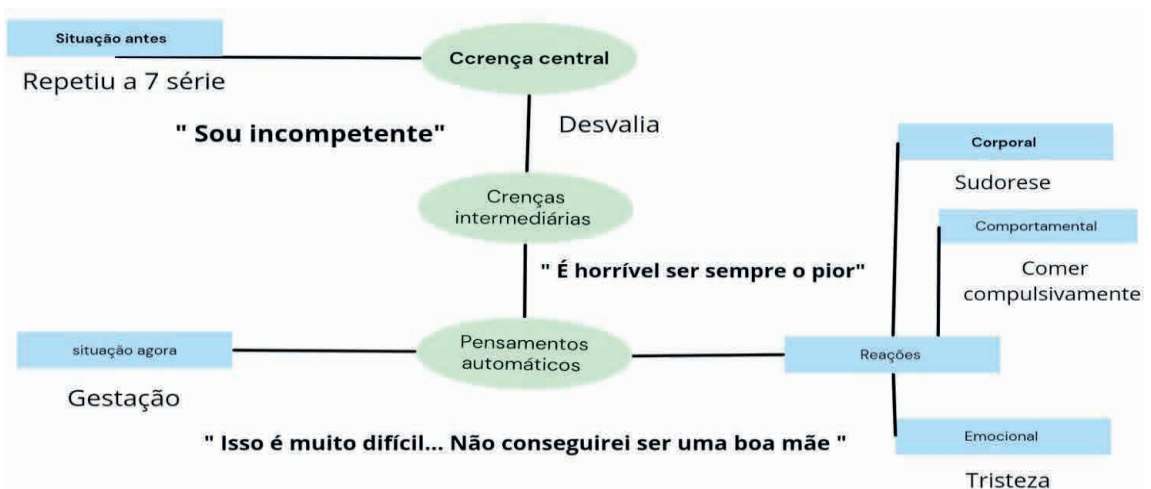 Situação antes
Ccrença central
Repetiu a 7 série
" Sou incompetente"
Desvalia
Corporal
Sudorese
Crenças
intermediárias
Comportamental
" É horrível ser sempre o pior"
Comer
compulsivamente
situação agora
Pensamentos
automáticos
Reações
Gestação
" Isso é muito difícil... Não conseguirei ser uma boa mãe "
Emocional
Tristeza